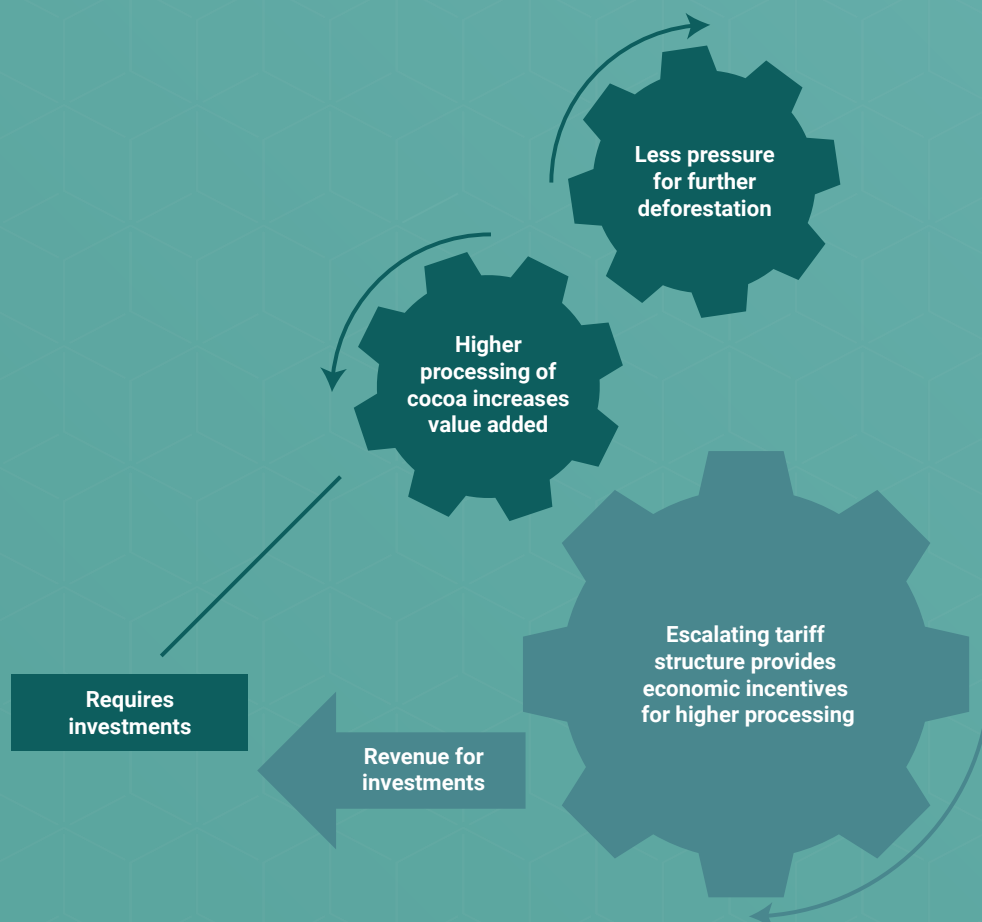 Less pressure
for further
deforestation
Higher
processing of
cocoa increases
value added
Escalating tariff
structure provides
economic incentives
for higher processing
Requires
investments
Revenue for
investments